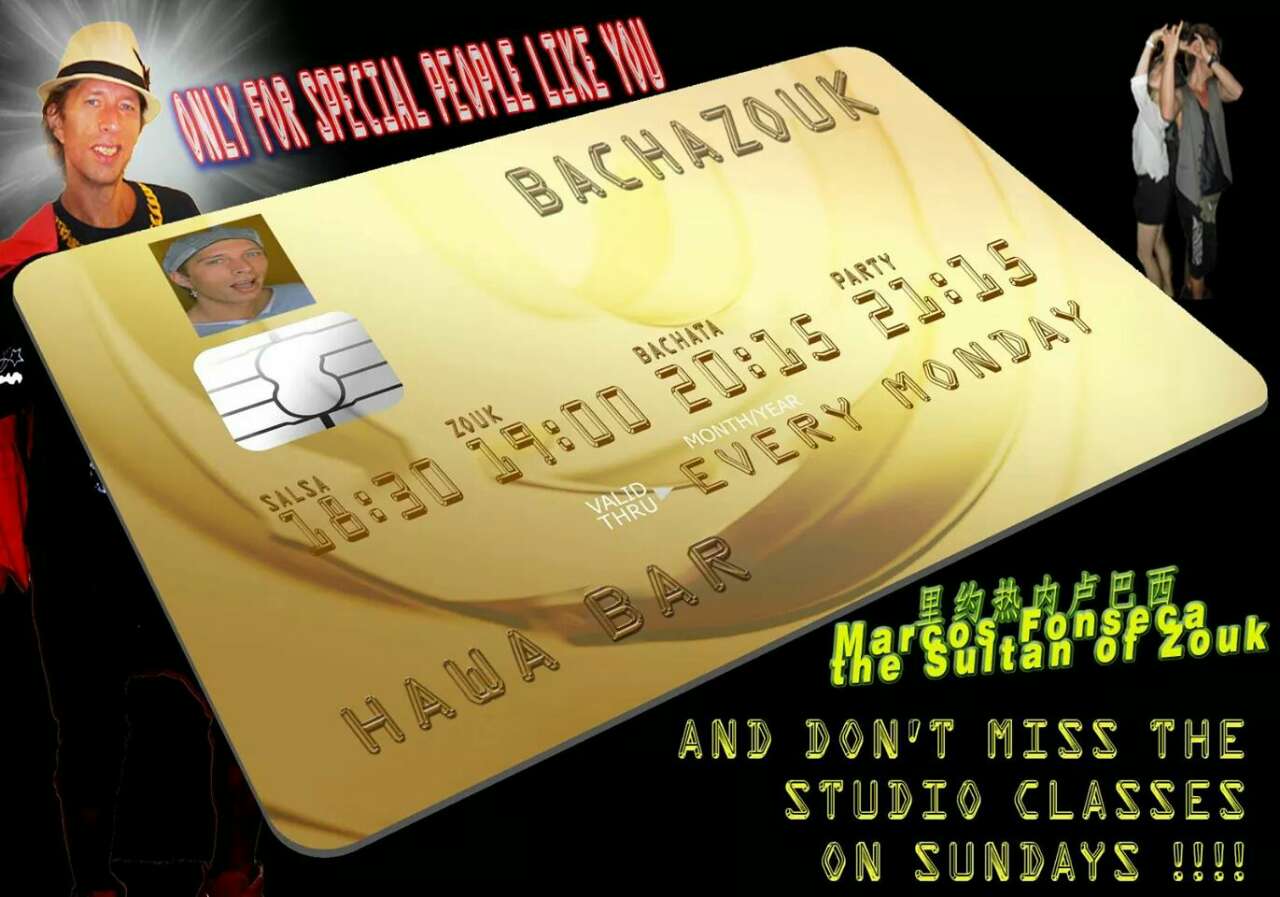 ONLY FOR SPECIAL PEOPLE LIKE YOU
BACHAZOUK
SALSA ZOUK BACHATA PARTY
18:30 19:00 20:15 21:15
VALID THRU MONTH/YEAR
EVERY MONDAY
HAWA BAR
里约热内卢巴西
Marcos Fonseca
the Sultan of Zouk
AND DON'T MISS THE
STUDIO CLASSES
ON SUNDAYS !!!!